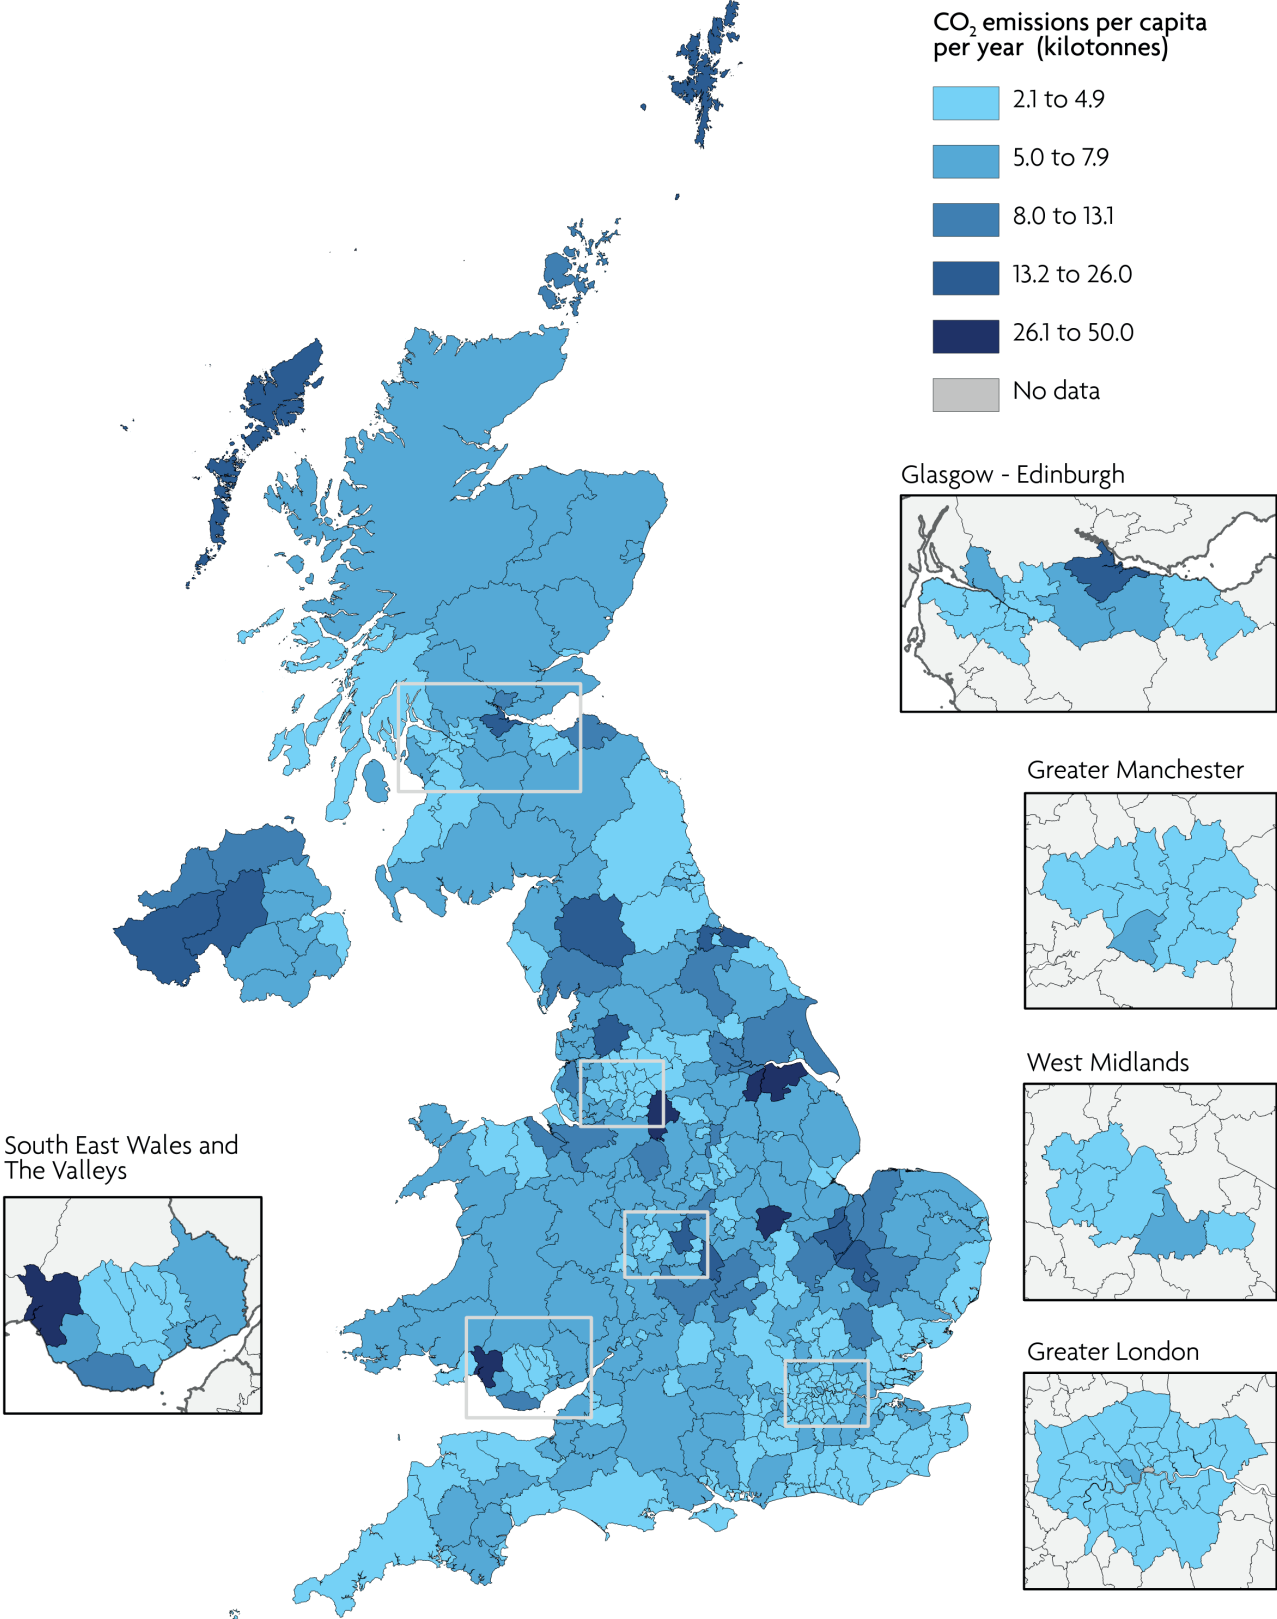 CO₂ emissions per capita
per year (kilotonnes)
2.1 to 4.9
5.0 to 7.9
8.0 to 13.1
13.2 to 26.0
26.1 to 50.0
No data
Glasgow - Edinburgh
Greater Manchester
West Midlands
South East Wales and
The Valleys
Greater London